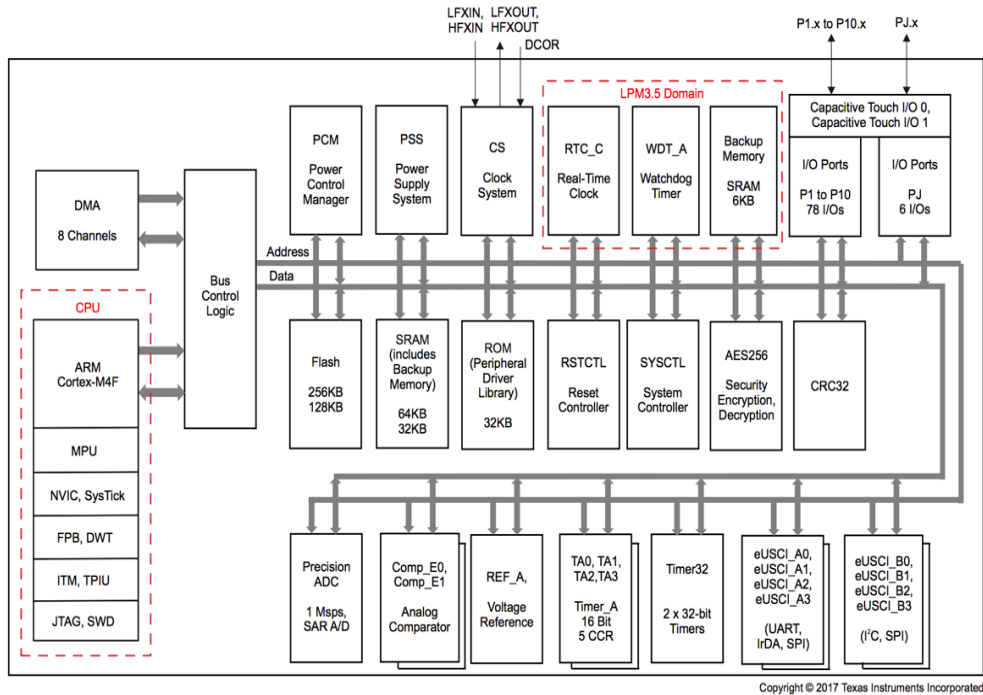 LFXIN, LFXOUT,
HFXIN HFXOUT
DCOR
P1.x to P10.x
PJ.x
LPM3.5 Domain
Capacitive Touch I/O 0,
Capacitive Touch I/O 1
PCM
Power
Control
Manager
PSS
Power
Supply
System
CS
Clock
System
RTC_C
Real-Time
Clock
WDT_A
Watchdog
Timer
Backup
Memory
SRAM
6KB
I/O Ports
P1 to P10
78 I/Os
I/O Ports
PJ
6 I/Os
DMA
8 Channels
Bus
Control
Logic
Address
Data
CPU
ARM
Cortex-M4F
MPU
NVIC, SysTick
FPB, DWT
ITM, TPIU
JTAG, SWD
Flash
256KB
128KB
SRAM
(includes
Backup
Memory)
64KB
32KB
ROM
(Peripheral
Driver
Library)
32KB
RSTCTL
Reset
Controller
SYSCTL
System
Controller
AES256
Security
Encryption,
Decryption
CRC32
Precision
ADC
1 Msps,
SAR A/D
Comp_E0,
Comp_E1
Analog
Comparator
REF_A,
Voltage
Reference
TA0, TA1,
TA2,TA3
Timer_A
16 Bit
5 CCR
Timer32
2 x 32-bit
Timers
eUSCI_A0,
eUSCI_A1,
eUSCI_A2,
eUSCI_A3
(UART,
IrDA, SPI)
eUSCI_B0,
eUSCI_B1,
eUSCI_B2,
eUSCI_B3
(I²C, SPI)
Copyright © 2017 Texas Instruments Incorporated